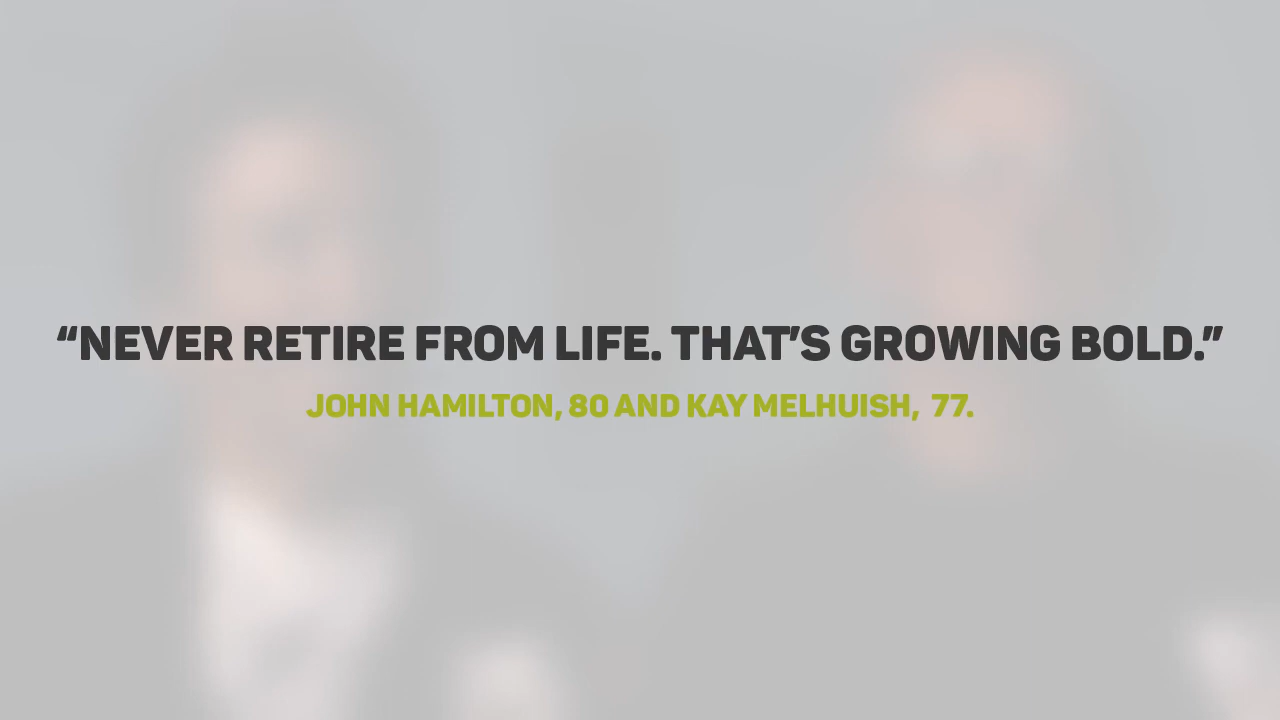 “NEVER RETIRE FROM LIFE. THAT’S GROWING BOLD.”
JOHN HAMILTON, 80 AND KAY MELHUISH,  77.